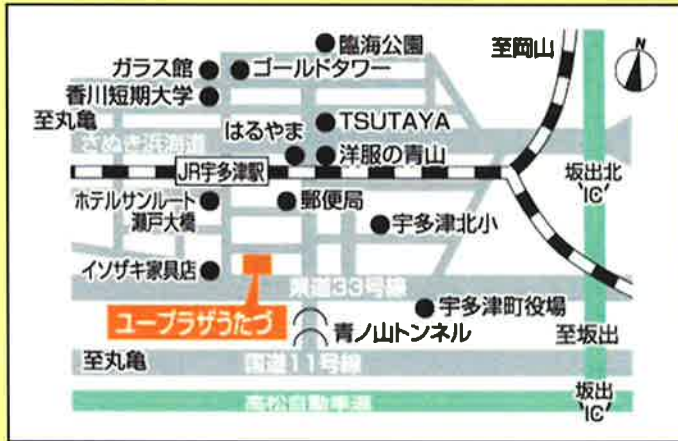 臨海公園
至岡山
N
ガラス館
ゴールドタワー
香川短期大学
至丸亀
TSUTAYA
はるやま
さぬき浜海道
洋服の青山
JR宇多津駅
坂出北
IC
ホテルサンルート
瀬戸大橋
郵便局
宇多津北小
イソザキ家具店
県道33号線
ユープラザうたづ
宇多津町役場
青ノ山トンネル
至坂出
至丸亀
国道11号線
坂出
IC
高松自動車道